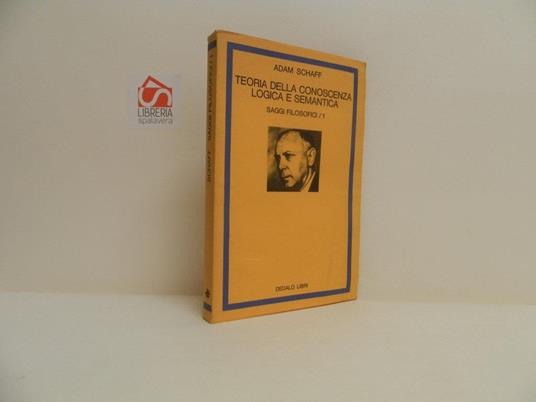 LIBRERIA
spalavera
ADAM SCHAFF
TEORIA DELLA CONOSCENZA
LOGICA E SEMANTICA
SAGGI FILOSOFICI / 1
DEDALO LIBRI